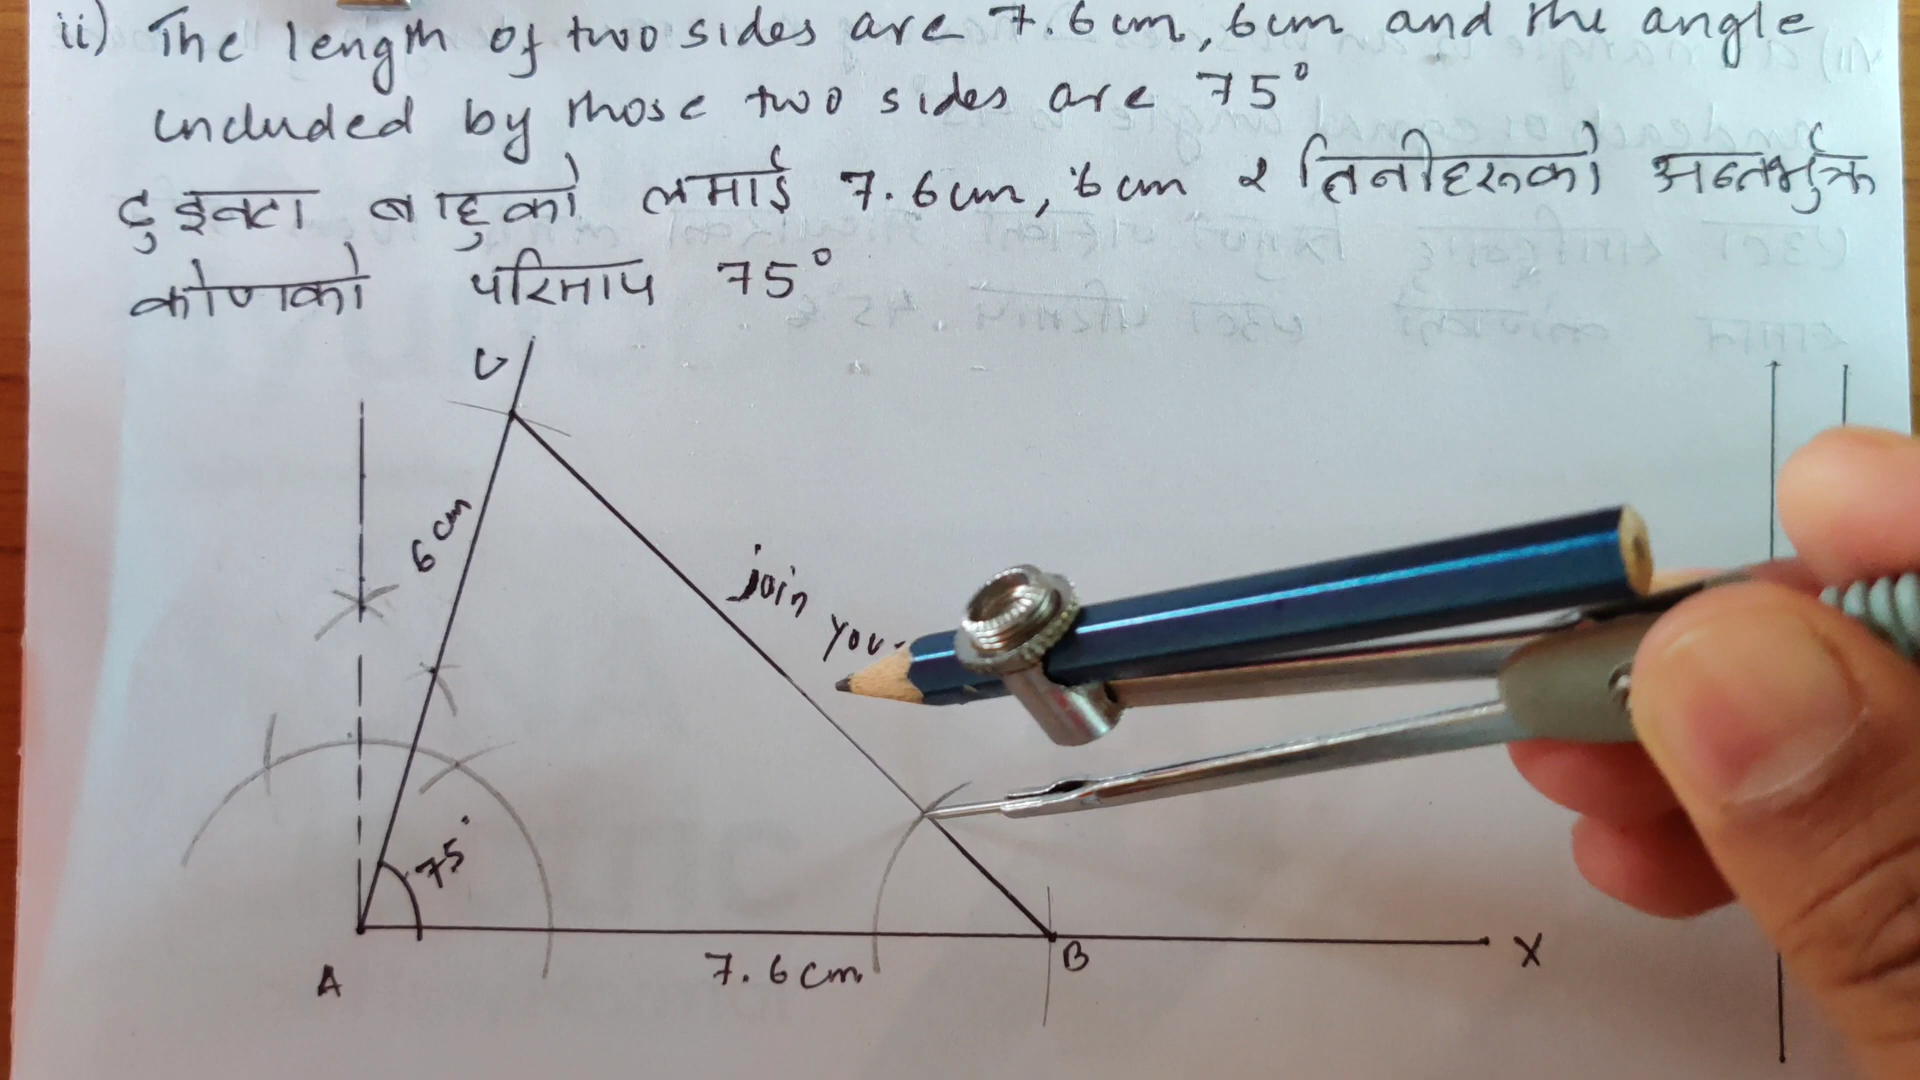 ii) The length of two sides are 7.6cm, 6cm and the angle
included by those two sides are 75°
दुइवटा बाहुको लमाई 7.6cm, 6cm र तिनीहरुको अन्तर्भुक्त
कोणको परिमाप 75°
C
6cm
join
you
75°
A
7.6cm
B
X